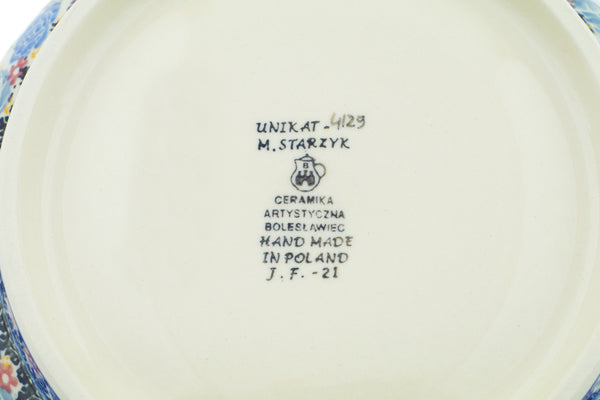 UNIKAT-4129
M.STARZYK
B
CERAMIKA
ARTYSTYCZNA
BOLESŁAWIEC
HAND MADE
IN POLAND
J.F.-21